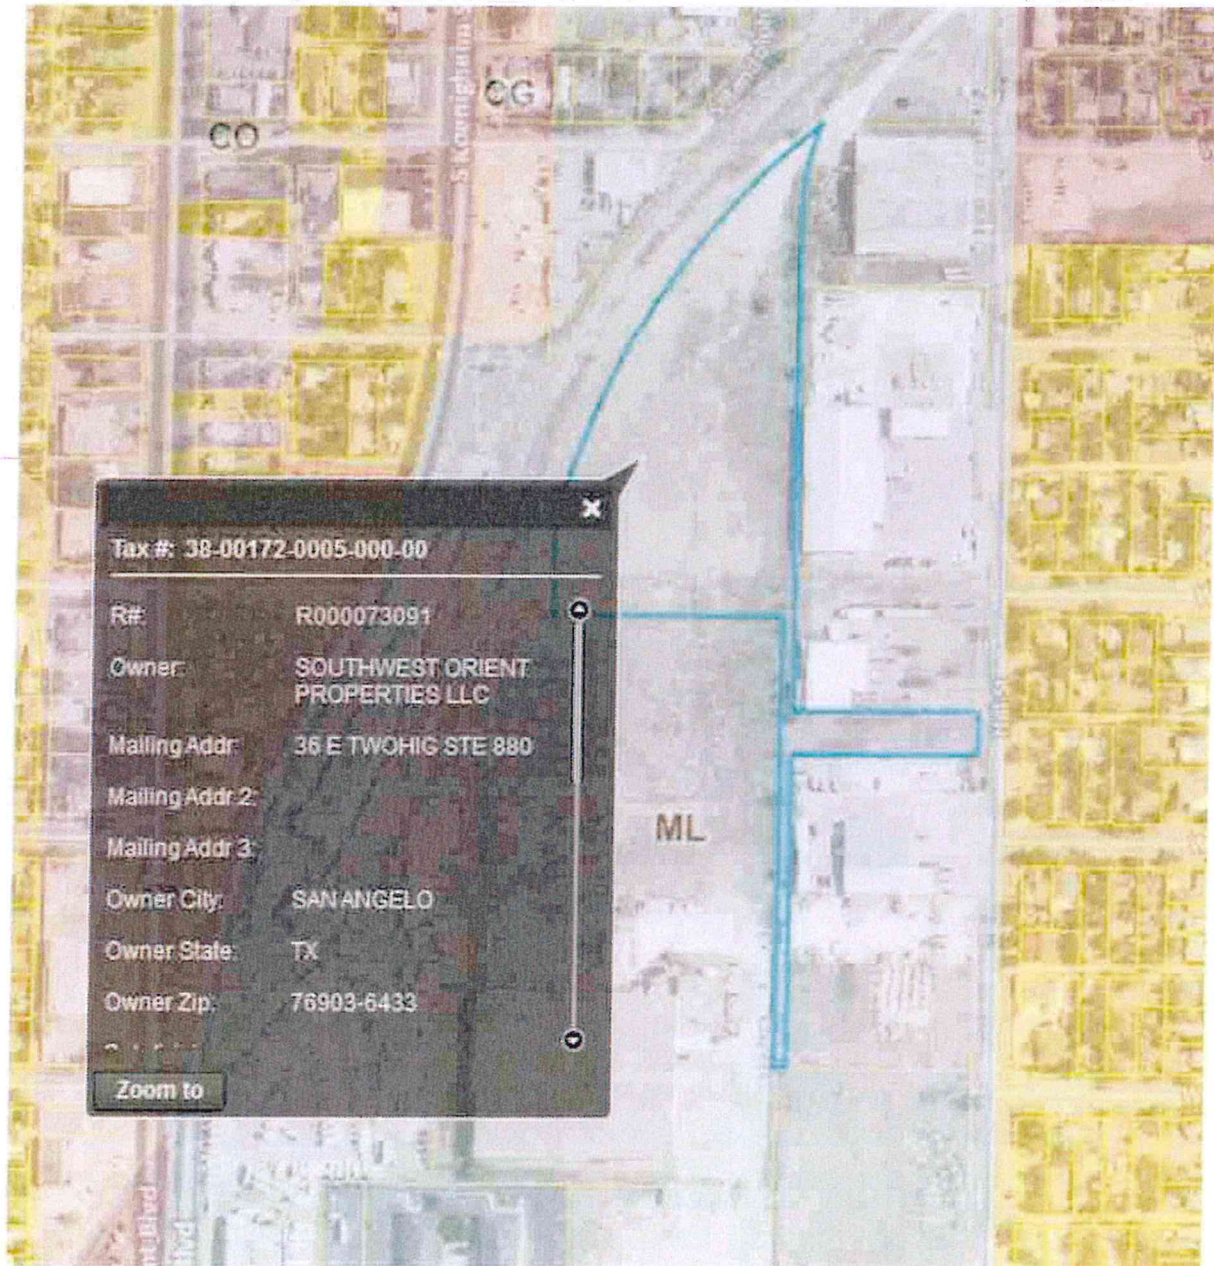 CG
CO
S Koenigheim
✕
Tax #: 38-00172-0005-000-00
R#: R000073091
Owner: SOUTHWEST ORIENT
PROPERTIES LLC
Mailing Addr: 36 E TWOHIG STE 880
Mailing Addr 2:
Mailing Addr 3:
Owner City: SAN ANGELO
Owner State: TX
Owner Zip: 76903-6433
Zoom to
ML
Blvd